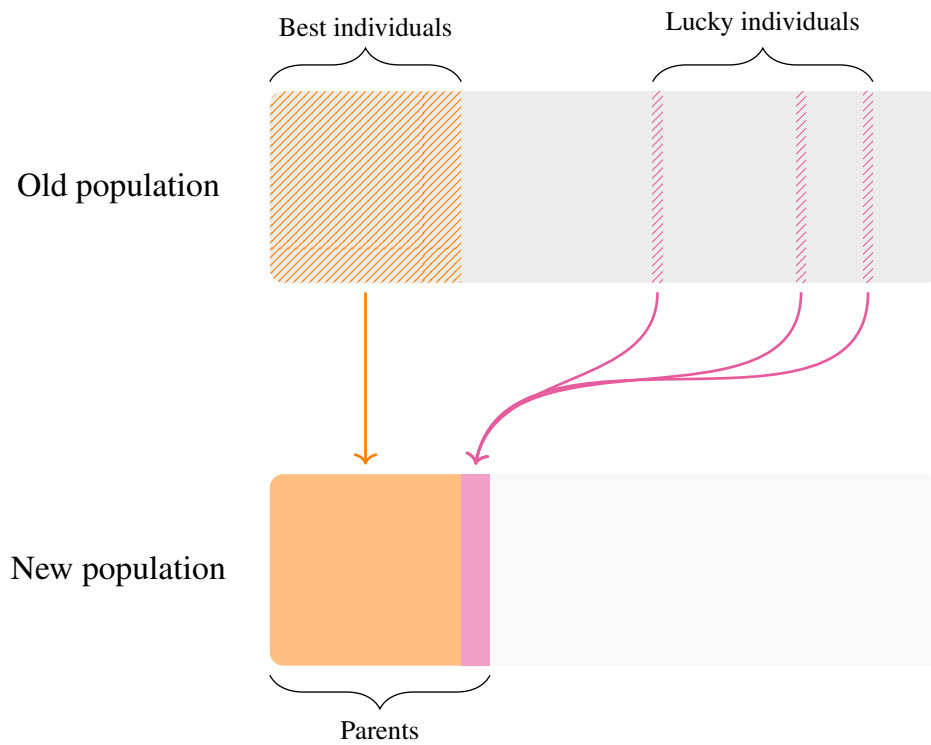 Best individuals
Lucky individuals
Old population
New population
Parents